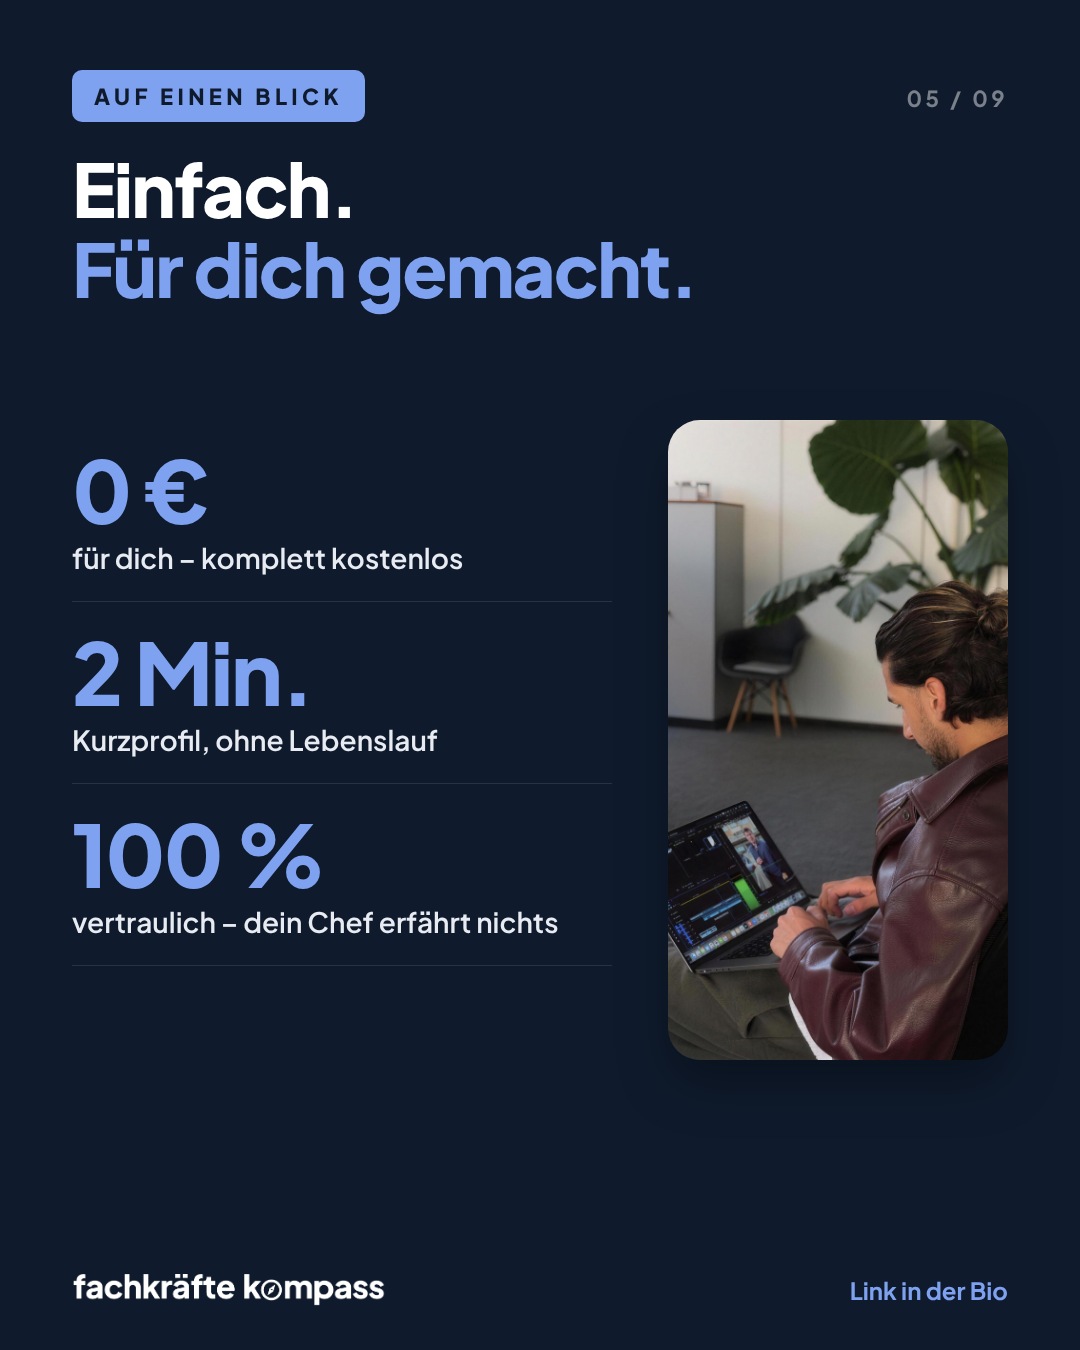 AUF EINEN BLICK
05 / 09
Einfach.
Für dich gemacht.
0 €
für dich – komplett kostenlos
2 Min.
Kurzprofil, ohne Lebenslauf
100 %
vertraulich – dein Chef erfährt nichts
fachkräfte kompass
Link in der Bio